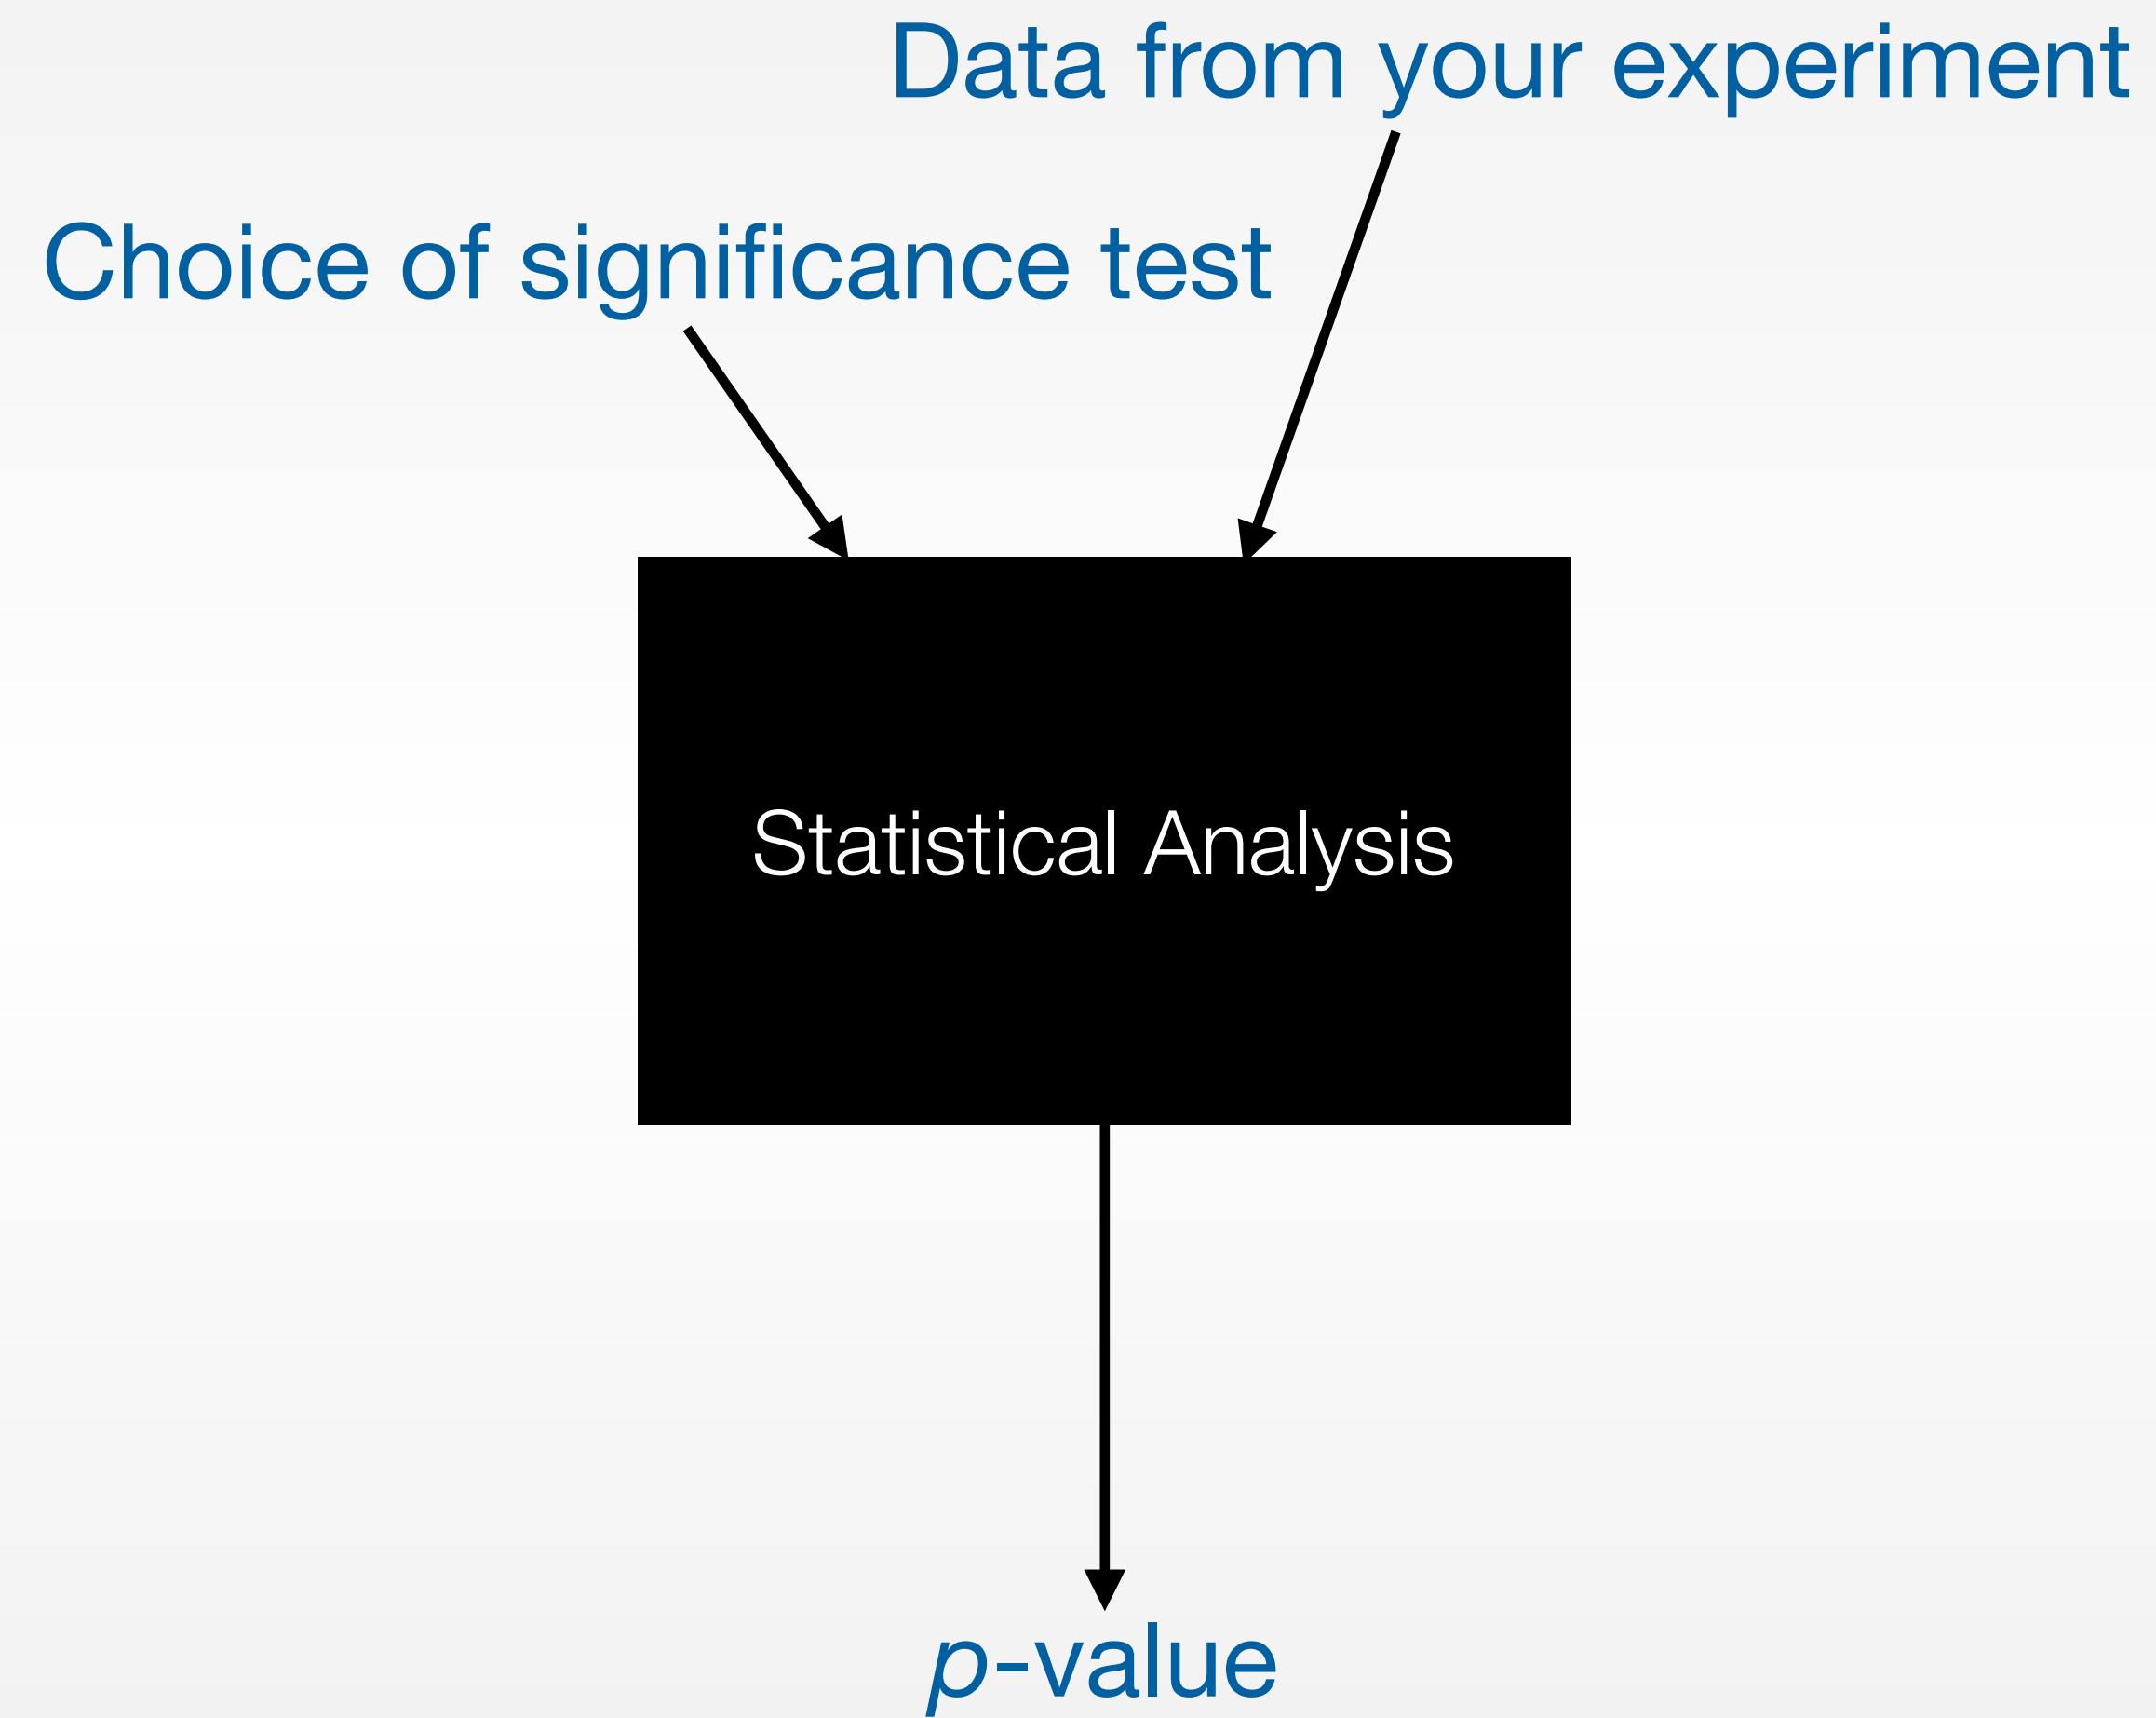 Data from your experiment
Choice of significance test
Statistical Analysis
p-value